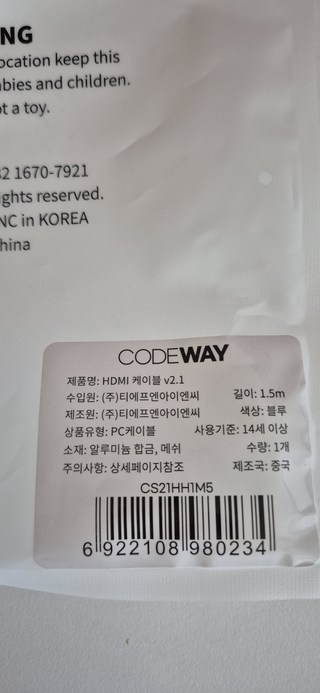 NG
ocation keep this
abies and children.
ot a toy.
82 1670-7921
ights reserved.
NC in KOREA
hina
CODEWAY
제품명: HDMI 케이블 v2.1
수입원: (주)티에프엔아이엔씨 길이: 1.5m
제조원: (주)티에프엔아이엔씨 색상: 블루
상품유형: PC케이블 사용기준: 14세 이상
소재: 알루미늄 합금, 메쉬 수량: 1개
주의사항: 상세페이지참조 제조국: 중국
CS21HH1M5
6 922108 980234